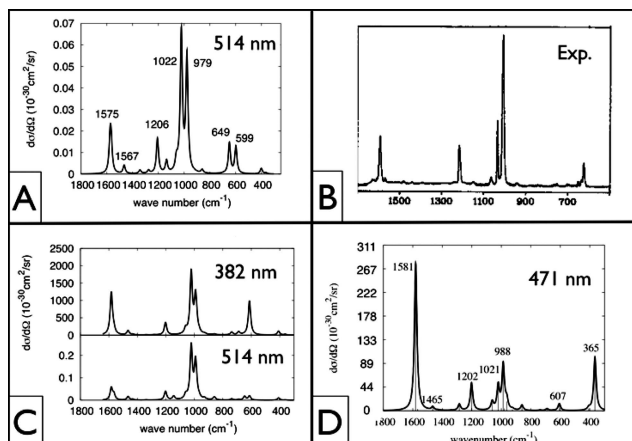 0.07
514 nm
0.06
1022
979
0.05
0.04
0.03
1575
0.02
1206
649
599
0.01
1567
0
1800 1600 1400 1200 1000 800 600 400
wave number (cm⁻¹)
dσ/dΩ (10⁻³⁰cm²/sr)
A
Exp.
1500 1300 1100 900 700 500
B
2500
382 nm
2000
1500
1000
500
0
514 nm
0.2
0.1
0
1800 1600 1400 1200 1000 800 600 400
wave number (cm⁻¹)
dσ/dΩ (10⁻³⁰cm²/sr)
C
311
471 nm
267
1581
222
178
133
988
365
89
1021
1202
44
1465
607
0
1800 1600 1400 1200 1000 800 600 400
wavenumber (cm⁻¹)
dσ/dΩ (10⁻³⁰cm²/sr)
D